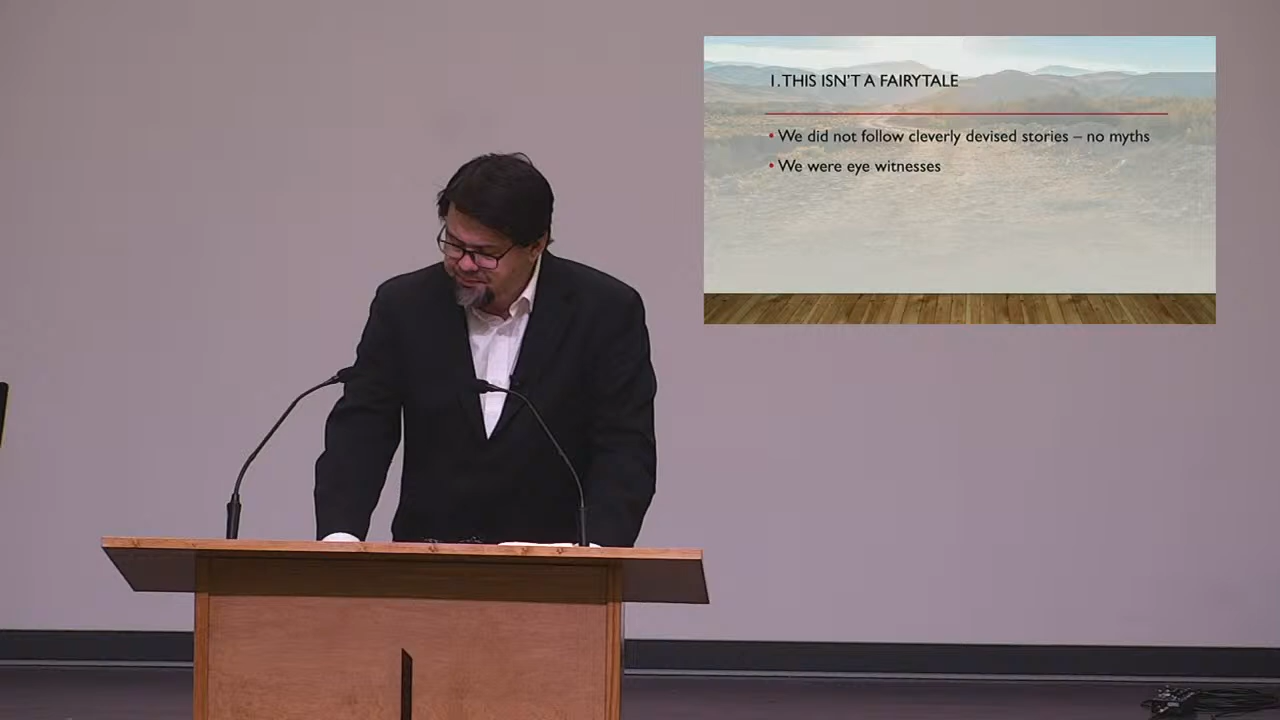 1. THIS ISN'T A FAIRYTALE
• We did not follow cleverly devised stories – no myths
• We were eye witnesses